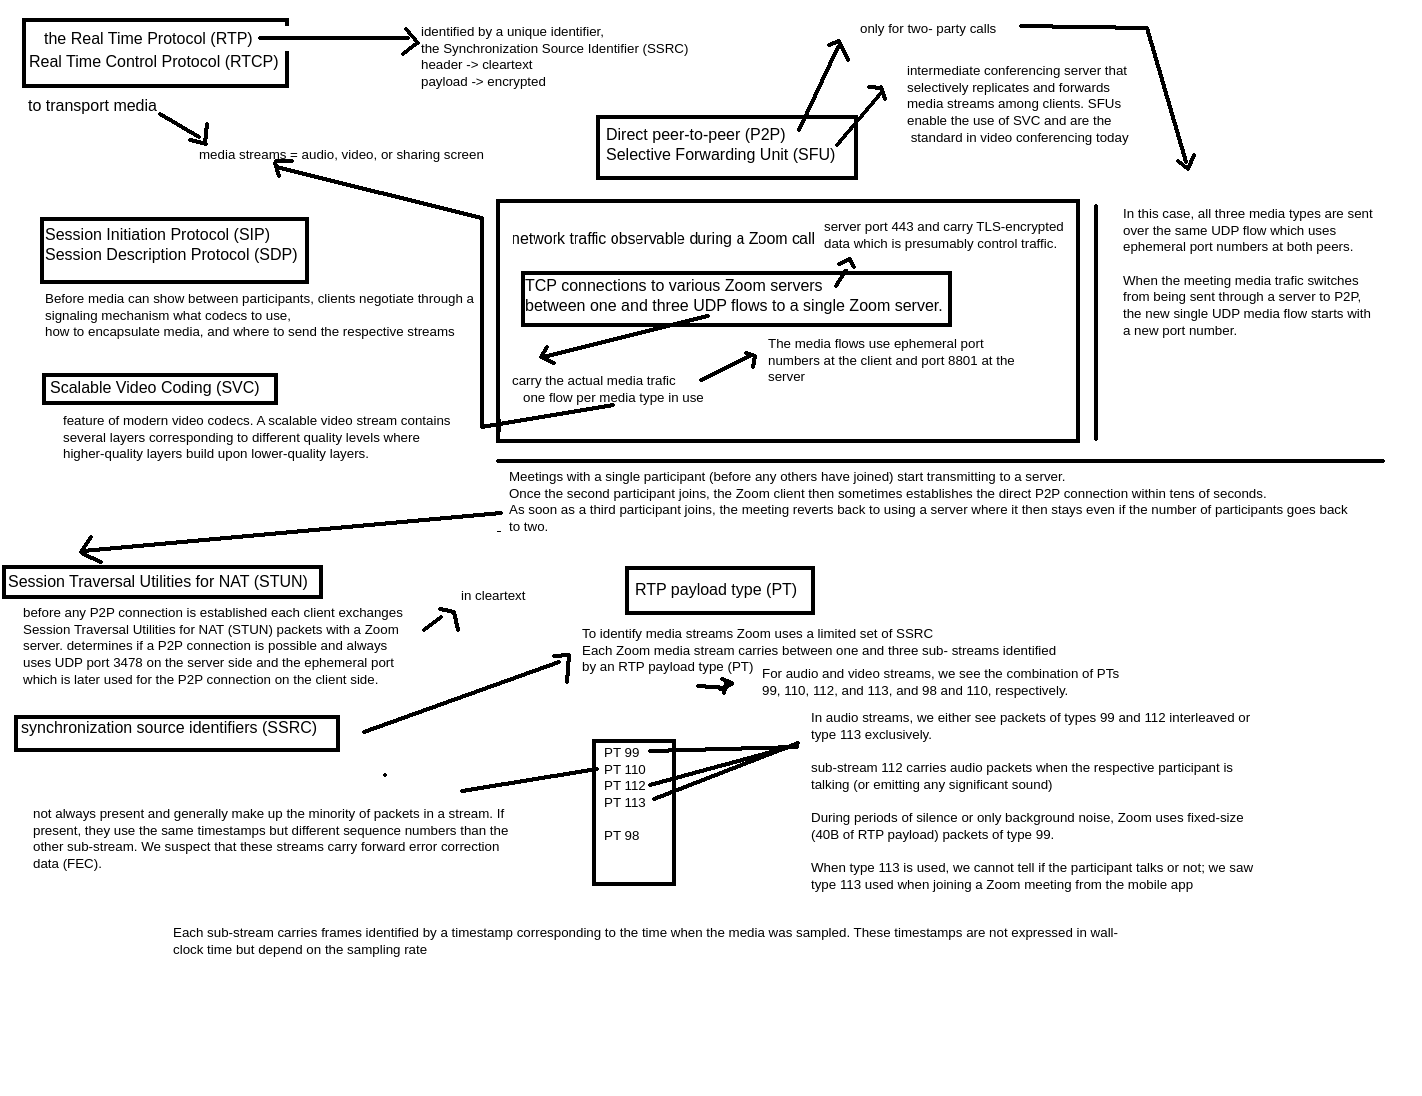 the Real Time Protocol (RTP)
Real Time Control Protocol (RTCP)
identified by a unique identifier,
the Synchronization Source Identifier (SSRC)
header -> cleartext
payload -> encrypted
to transport media
media streams = audio, video, or sharing screen
only for two- party calls
intermediate conferencing server that
selectively replicates and forwards
media streams among clients. SFUs
enable the use of SVC and are the
standard in video conferencing today
Direct peer-to-peer (P2P)
Selective Forwarding Unit (SFU)
Session Initiation Protocol (SIP)
Session Description Protocol (SDP)
Before media can show between participants, clients negotiate through a
signaling mechanism what codecs to use,
how to encapsulate media, and where to send the respective streams
Scalable Video Coding (SVC)
feature of modern video codecs. A scalable video stream contains
several layers corresponding to different quality levels where
higher-quality layers build upon lower-quality layers.
network traffic observable during a Zoom call
server port 443 and carry TLS-encrypted
data which is presumably control traffic.
TCP connections to various Zoom servers
between one and three UDP flows to a single Zoom server.
The media flows use ephemeral port
numbers at the client and port 8801 at the
server
carry the actual media trafic
one flow per media type in use
In this case, all three media types are sent
over the same UDP flow which uses
ephemeral port numbers at both peers.
When the meeting media trafic switches
from being sent through a server to P2P,
the new single UDP media flow starts with
a new port number.
Meetings with a single participant (before any others have joined) start transmitting to a server.
Once the second participant joins, the Zoom client then sometimes establishes the direct P2P connection within tens of seconds.
As soon as a third participant joins, the meeting reverts back to using a server where it then stays even if the number of participants goes back
to two.
Session Traversal Utilities for NAT (STUN)
before any P2P connection is established each client exchanges
Session Traversal Utilities for NAT (STUN) packets with a Zoom
server. determines if a P2P connection is possible and always
uses UDP port 3478 on the server side and the ephemeral port
which is later used for the P2P connection on the client side.
in cleartext
RTP payload type (PT)
To identify media streams Zoom uses a limited set of SSRC
Each Zoom media stream carries between one and three sub- streams identified
by an RTP payload type (PT)
For audio and video streams, we see the combination of PTs
99, 110, 112, and 113, and 98 and 110, respectively.
synchronization source identifiers (SSRC)
PT 99
PT 110
PT 112
PT 113
PT 98
In audio streams, we either see packets of types 99 and 112 interleaved or
type 113 exclusively.
sub-stream 112 carries audio packets when the respective participant is
talking (or emitting any significant sound)
During periods of silence or only background noise, Zoom uses fixed-size
(40B of RTP payload) packets of type 99.
When type 113 is used, we cannot tell if the participant talks or not; we saw
type 113 used when joining a Zoom meeting from the mobile app
not always present and generally make up the minority of packets in a stream. If
present, they use the same timestamps but different sequence numbers than the
other sub-stream. We suspect that these streams carry forward error correction
data (FEC).
Each sub-stream carries frames identified by a timestamp corresponding to the time when the media was sampled. These timestamps are not expressed in wall-
clock time but depend on the sampling rate